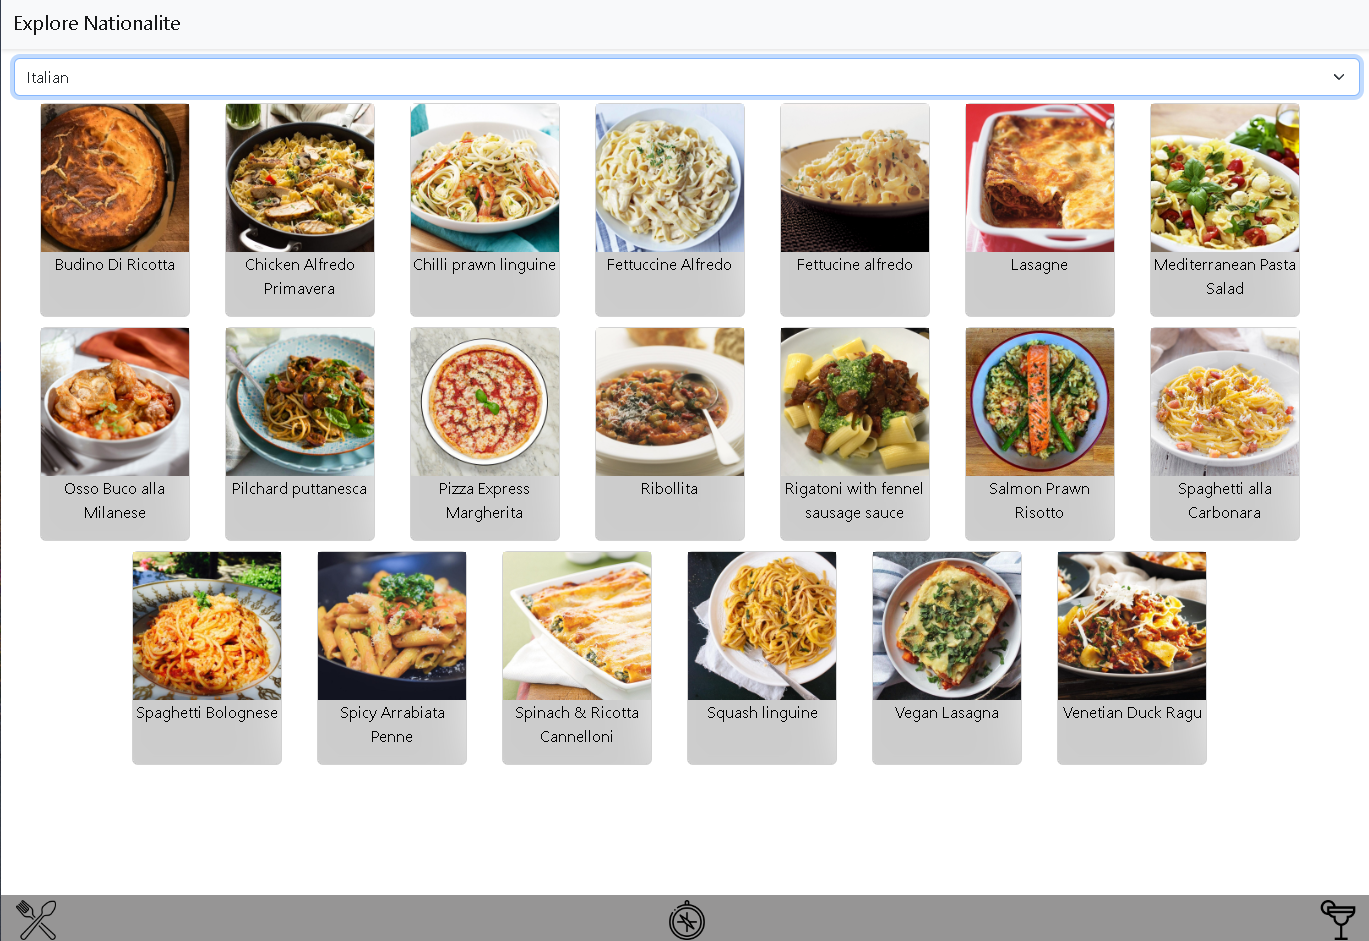 Explore Nationalite
Italian
Budino Di Ricotta
Chicken Alfredo
Primavera
Chilli prawn linguine
Fettuccine Alfredo
Fettucine alfredo
Lasagne
Mediterranean Pasta
Salad
Osso Buco alla
Milanese
Pilchard puttanesca
Pizza Express
Margherita
Ribollita
Rigatoni with fennel
sausage sauce
Salmon Prawn
Risotto
Spaghetti alla
Carbonara
Spaghetti Bolognese
Spicy Arrabiata
Penne
Spinach & Ricotta
Cannelloni
Squash linguine
Vegan Lasagna
Venetian Duck Ragu